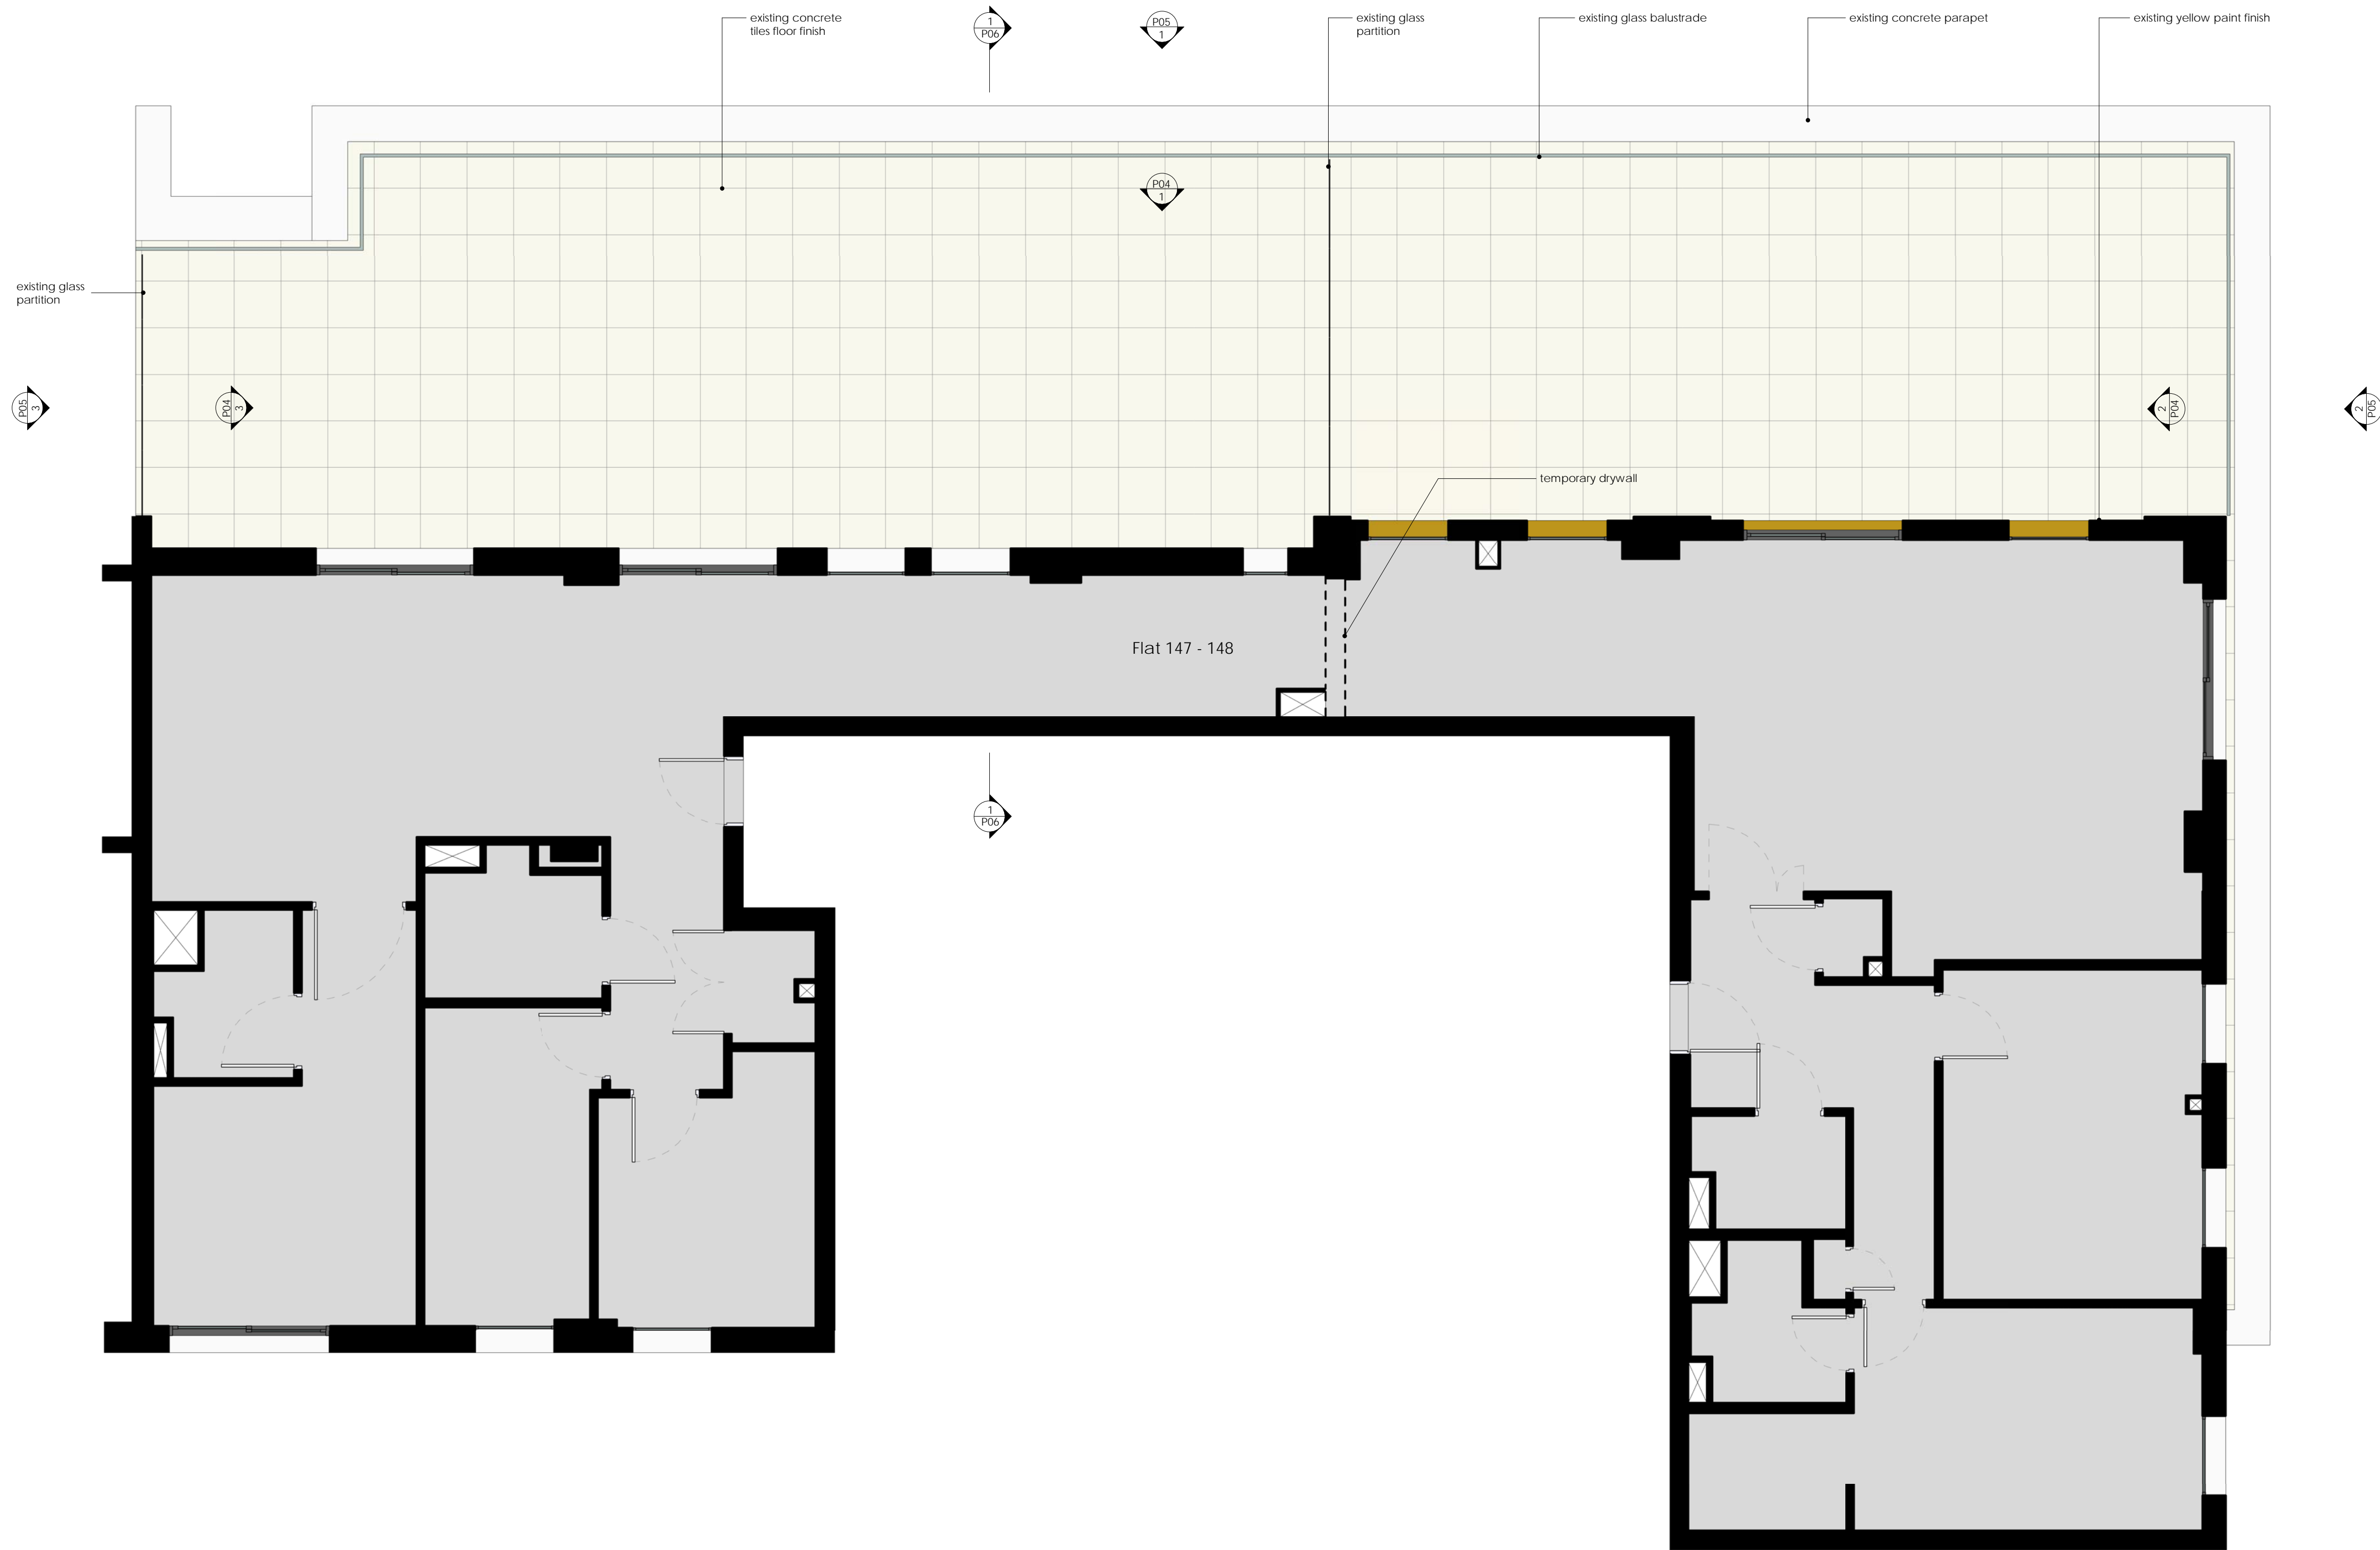 existing concrete
tiles floor finish
1
P06
P05
1
existing glass
partition
existing glass balustrade
existing concrete parapet
existing yellow paint finish
P04
1
existing glass
partition
P05
3
P04
3
2
P04
2
P05
temporary drywall
Flat 147 - 148
1
P06